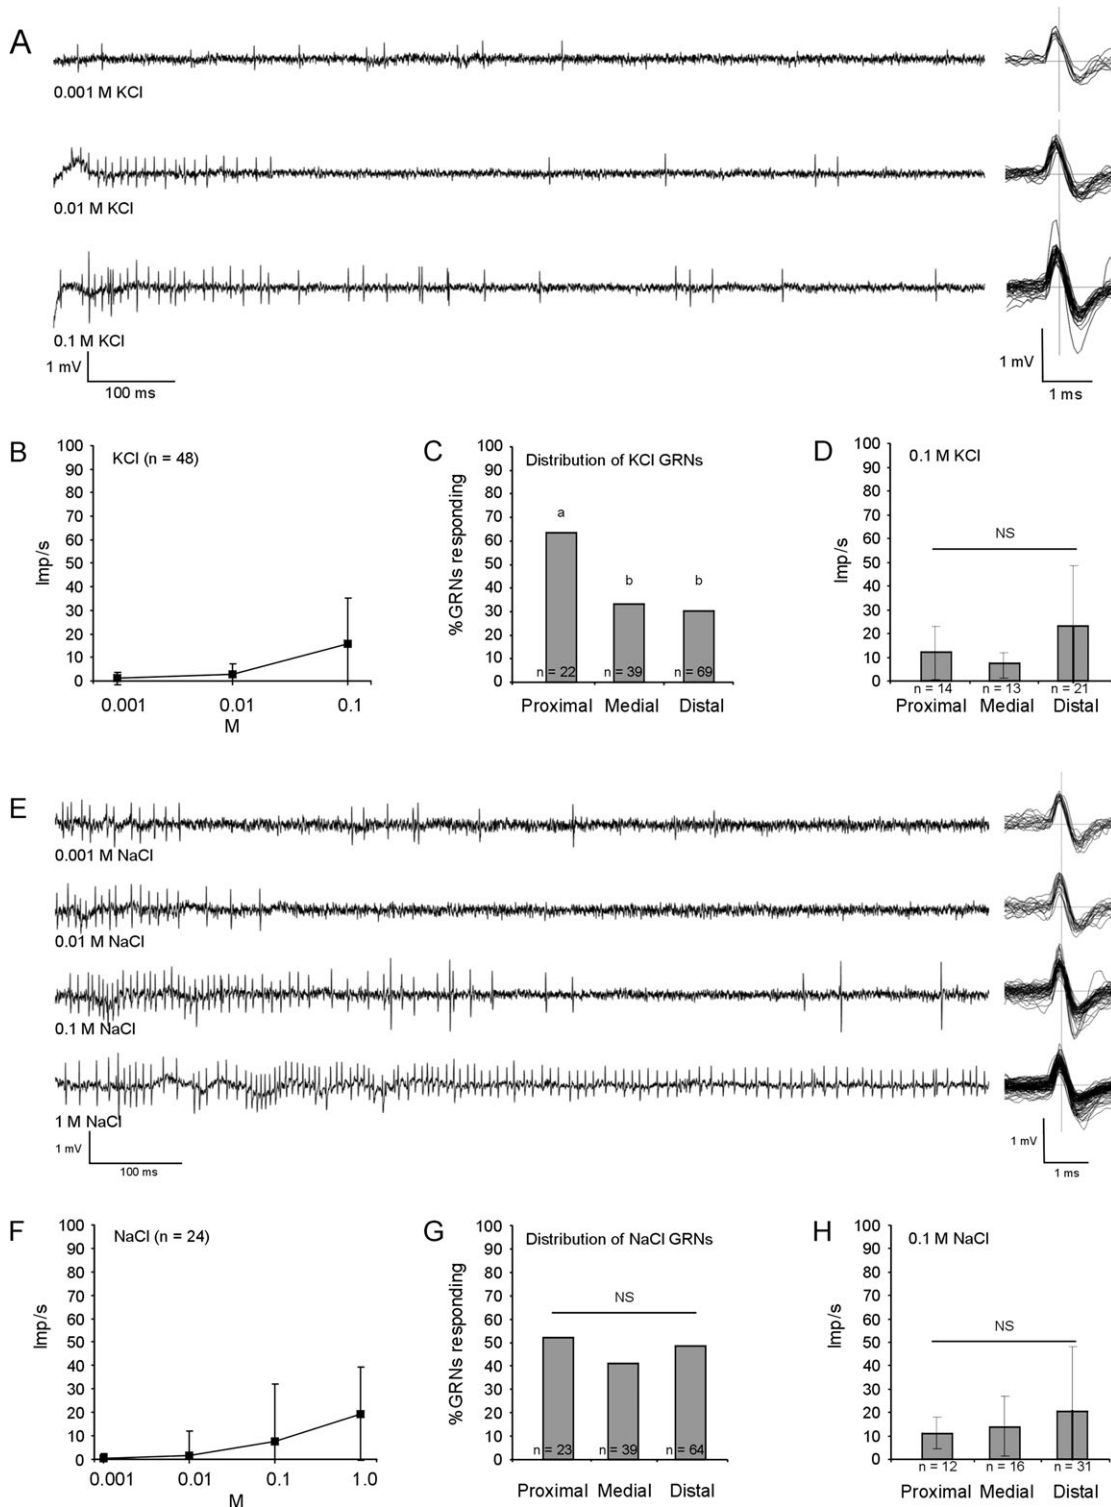 A
0.001 M KCl
0.01 M KCl
0.1 M KCl
1 mV
100 ms
1 mV
1 ms
B
KCl (n = 48)
100
90
80
70
60
50
40
30
20
10
0
Imp/s
0.001 0.01 0.1
M
C
Distribution of KCl GRNs
100
90
80
70
60
50
40
30
20
10
0
%GRNs responding
a
b
b
n = 22 n = 39 n = 69
Proximal Medial Distal
D
0.1 M KCl
100
90
80
70
60
50
40
30
20
10
0
Imp/s
NS
n = 14 n = 13 n = 21
Proximal Medial Distal
E
0.001 M NaCl
0.01 M NaCl
0.1 M NaCl
1 M NaCl
1 mV
100 ms
1 mV
1 ms
F
NaCl (n = 24)
100
90
80
70
60
50
40
30
20
10
0
Imp/s
0.001 0.01 0.1 1.0
M
G
Distribution of NaCl GRNs
100
90
80
70
60
50
40
30
20
10
0
%GRNs responding
NS
n = 23 n = 39 n = 64
Proximal Medial Distal
H
0.1 M NaCl
100
90
80
70
60
50
40
30
20
10
0
Imp/s
NS
n = 12 n = 16 n = 31
Proximal Medial Distal